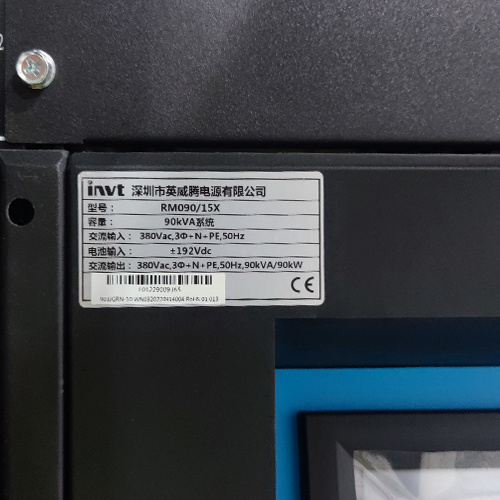 2
invt 深圳市英威腾电源有限公司
型号: RM090/15X
容量: 90kVA系统
交流输入: 380Vac,3Φ+N+PE,50Hz
电池输入: ±192Vdc
交流输出: 380Vac,3Φ+N+PE,50Hz,90kVA/90kW
CE